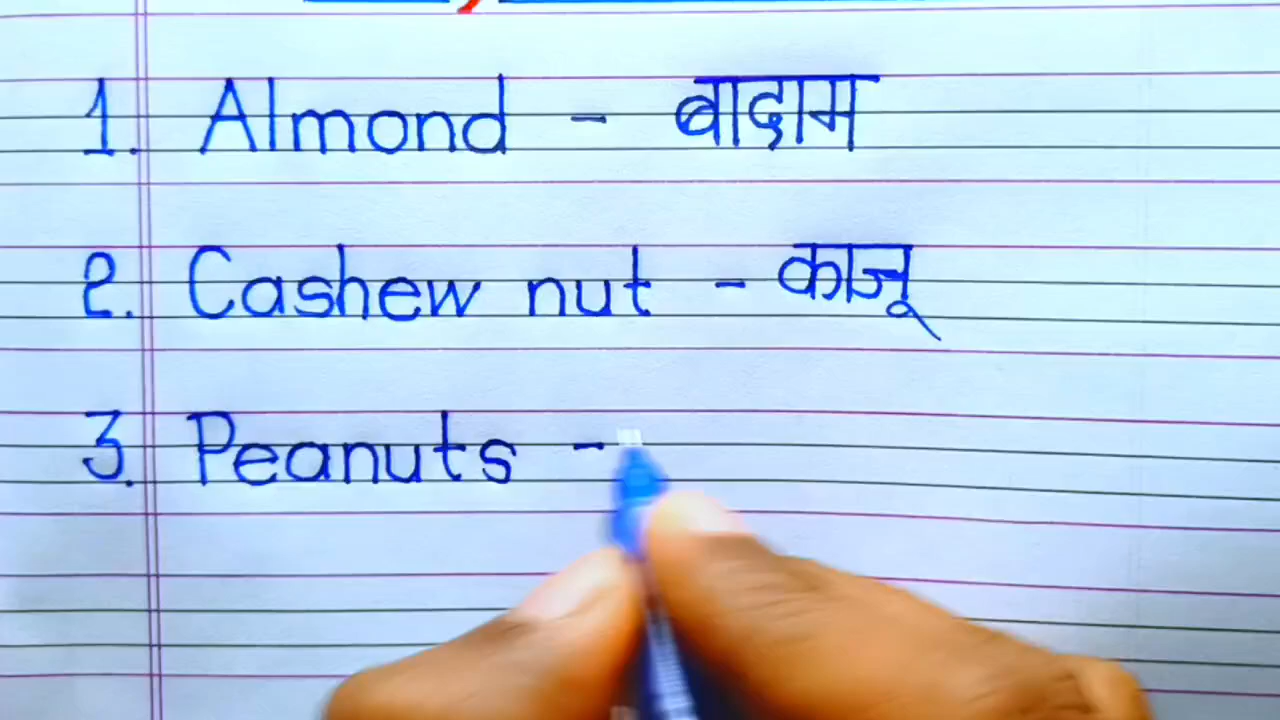 1. Almond - बादाम
2. Cashew nut - काजू
3. Peanuts -